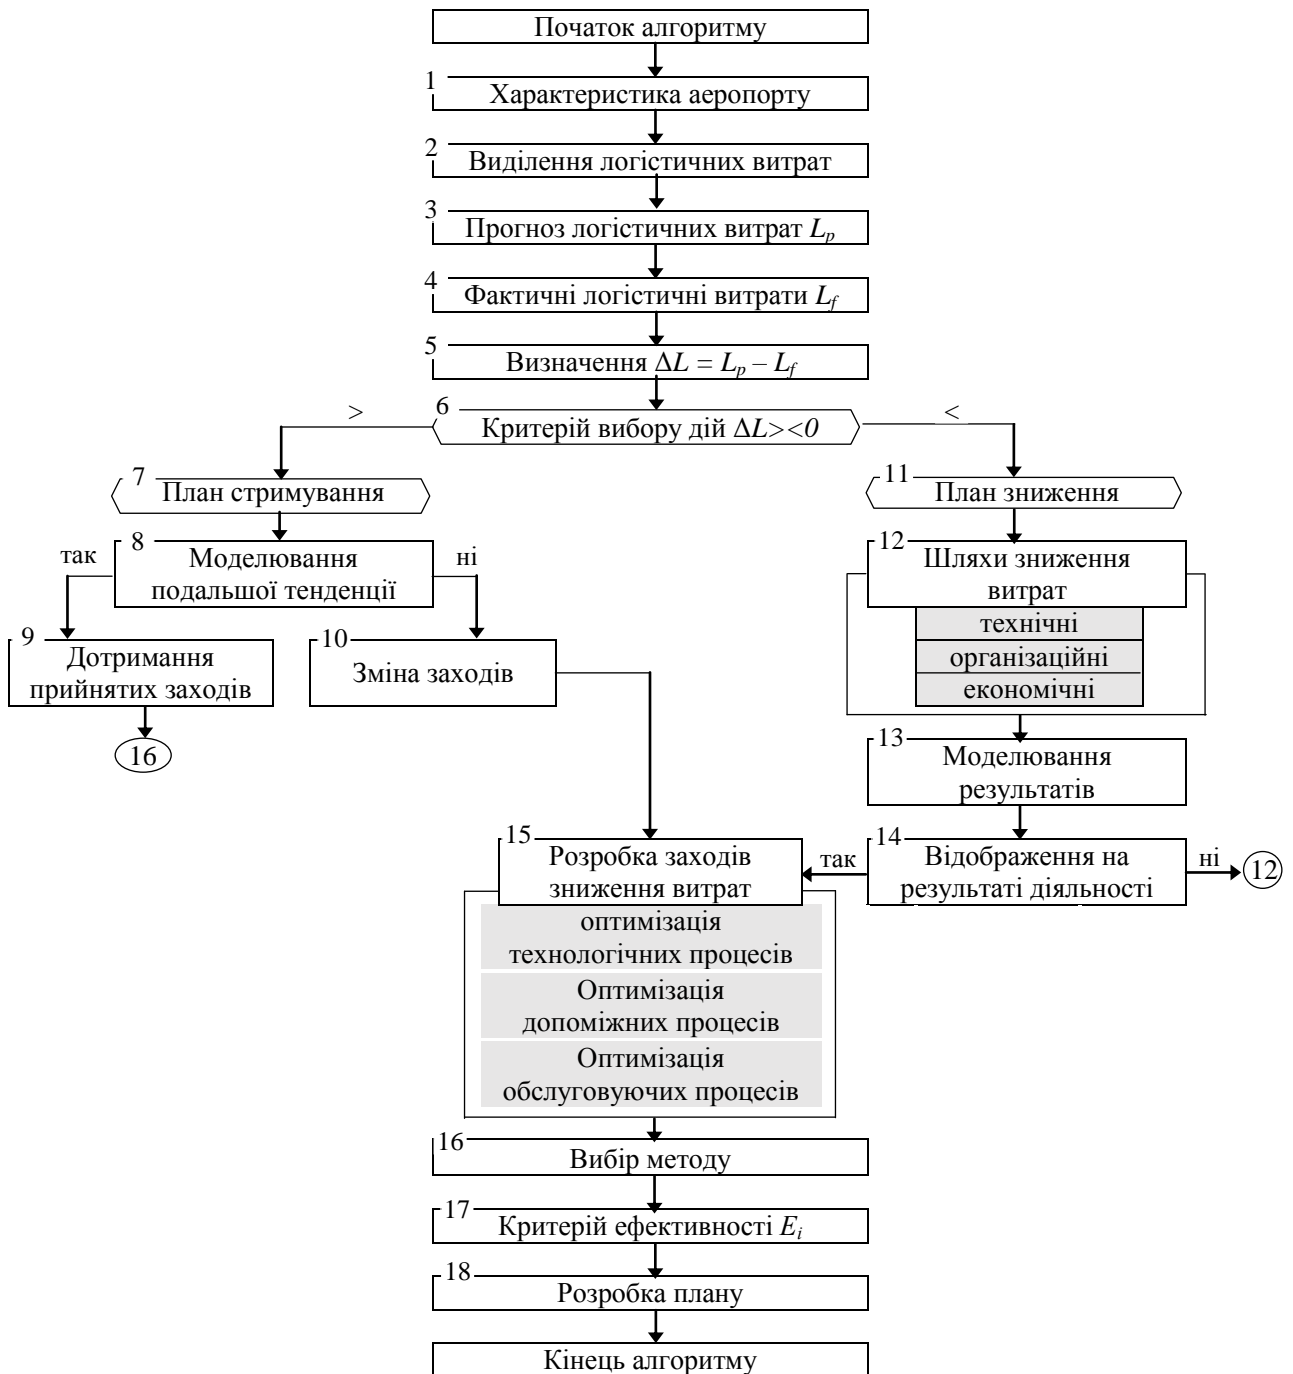 Початок алгоритму
1
Характеристика аеропорту
2
Виділення логістичних витрат
3
Прогноз логістичних витрат Lp
4
Фактичні логістичні витрати Lf
5
Визначення ΔL = Lp – Lf
> 6 <
Критерій вибору дій ΔL><0
7
План стримування
11
План зниження
так 8 ні
Моделювання
подальшої тенденції
12
Шляхи зниження
витрат
технічні
організаційні
економічні
9
Дотримання
прийнятих заходів
10
Зміна заходів
16
13
Моделювання
результатів
15
Розробка заходів
зниження витрат
так
14
Відображення на
результаті діяльності
ні
12
оптимізація
технологічних процесів
Оптимізація
допоміжних процесів
Оптимізація
обслуговуючих процесів
16
Вибір методу
17
Критерій ефективності Ei
18
Розробка плану
Кінець алгоритму